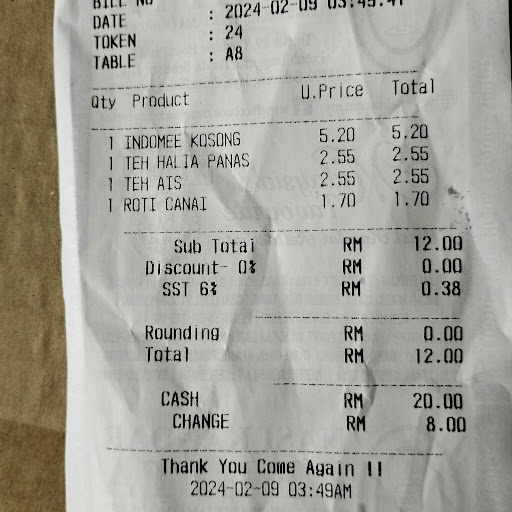 BILL NO
DATE : 2024-02-09 03:49:41
TOKEN : 24
TABLE : A8
Qty Product U.Price Total
1 INDOMEE KOSONG 5.20 5.20
1 TEH HALIA PANAS 2.55 2.55
1 TEH AIS 2.55 2.55
1 ROTI CANAI 1.70 1.70
Sub Total RM 12.00
Discount- 0% RM 0.00
SST 6% RM 0.38
Rounding RM 0.00
Total RM 12.00
CASH RM 20.00
CHANGE RM 8.00
Thank You Come Again !!
2024-02-09 03:49AM